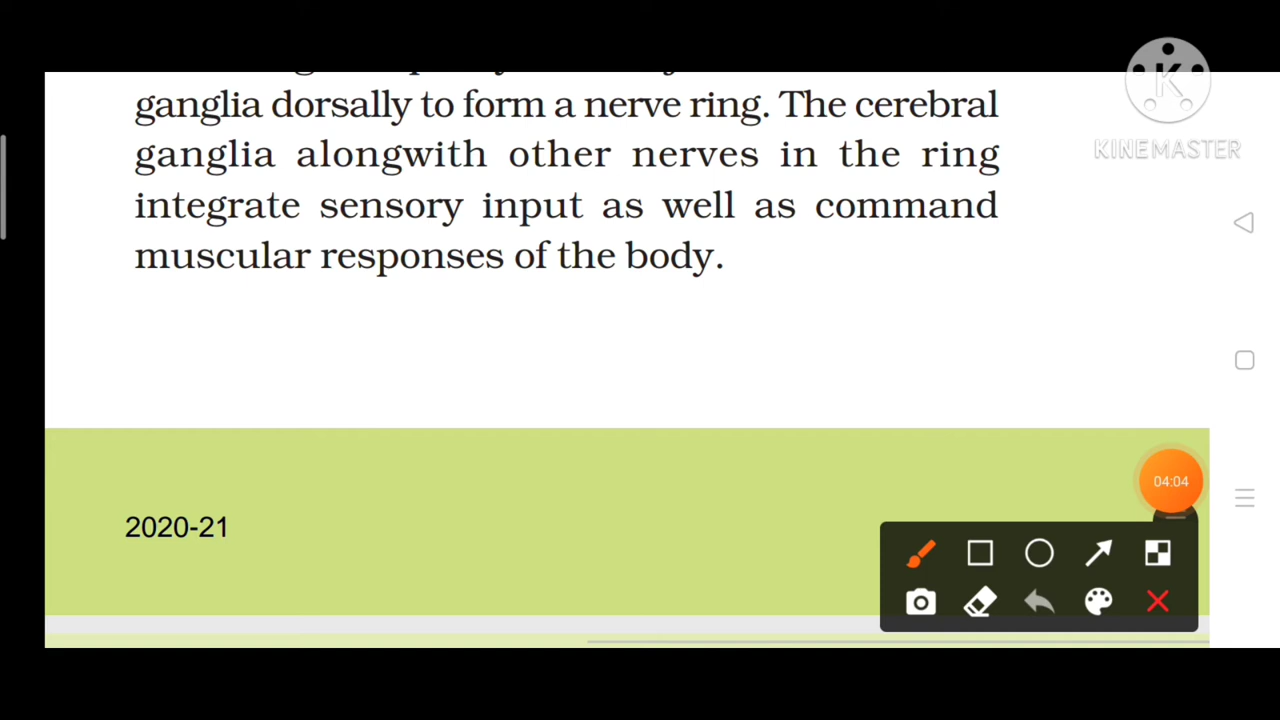 ganglia dorsally to form a nerve ring. The cerebral
ganglia alongwith other nerves in the ring
integrate sensory input as well as command
muscular responses of the body.
2020-21
K
KINEMASTER
04:04